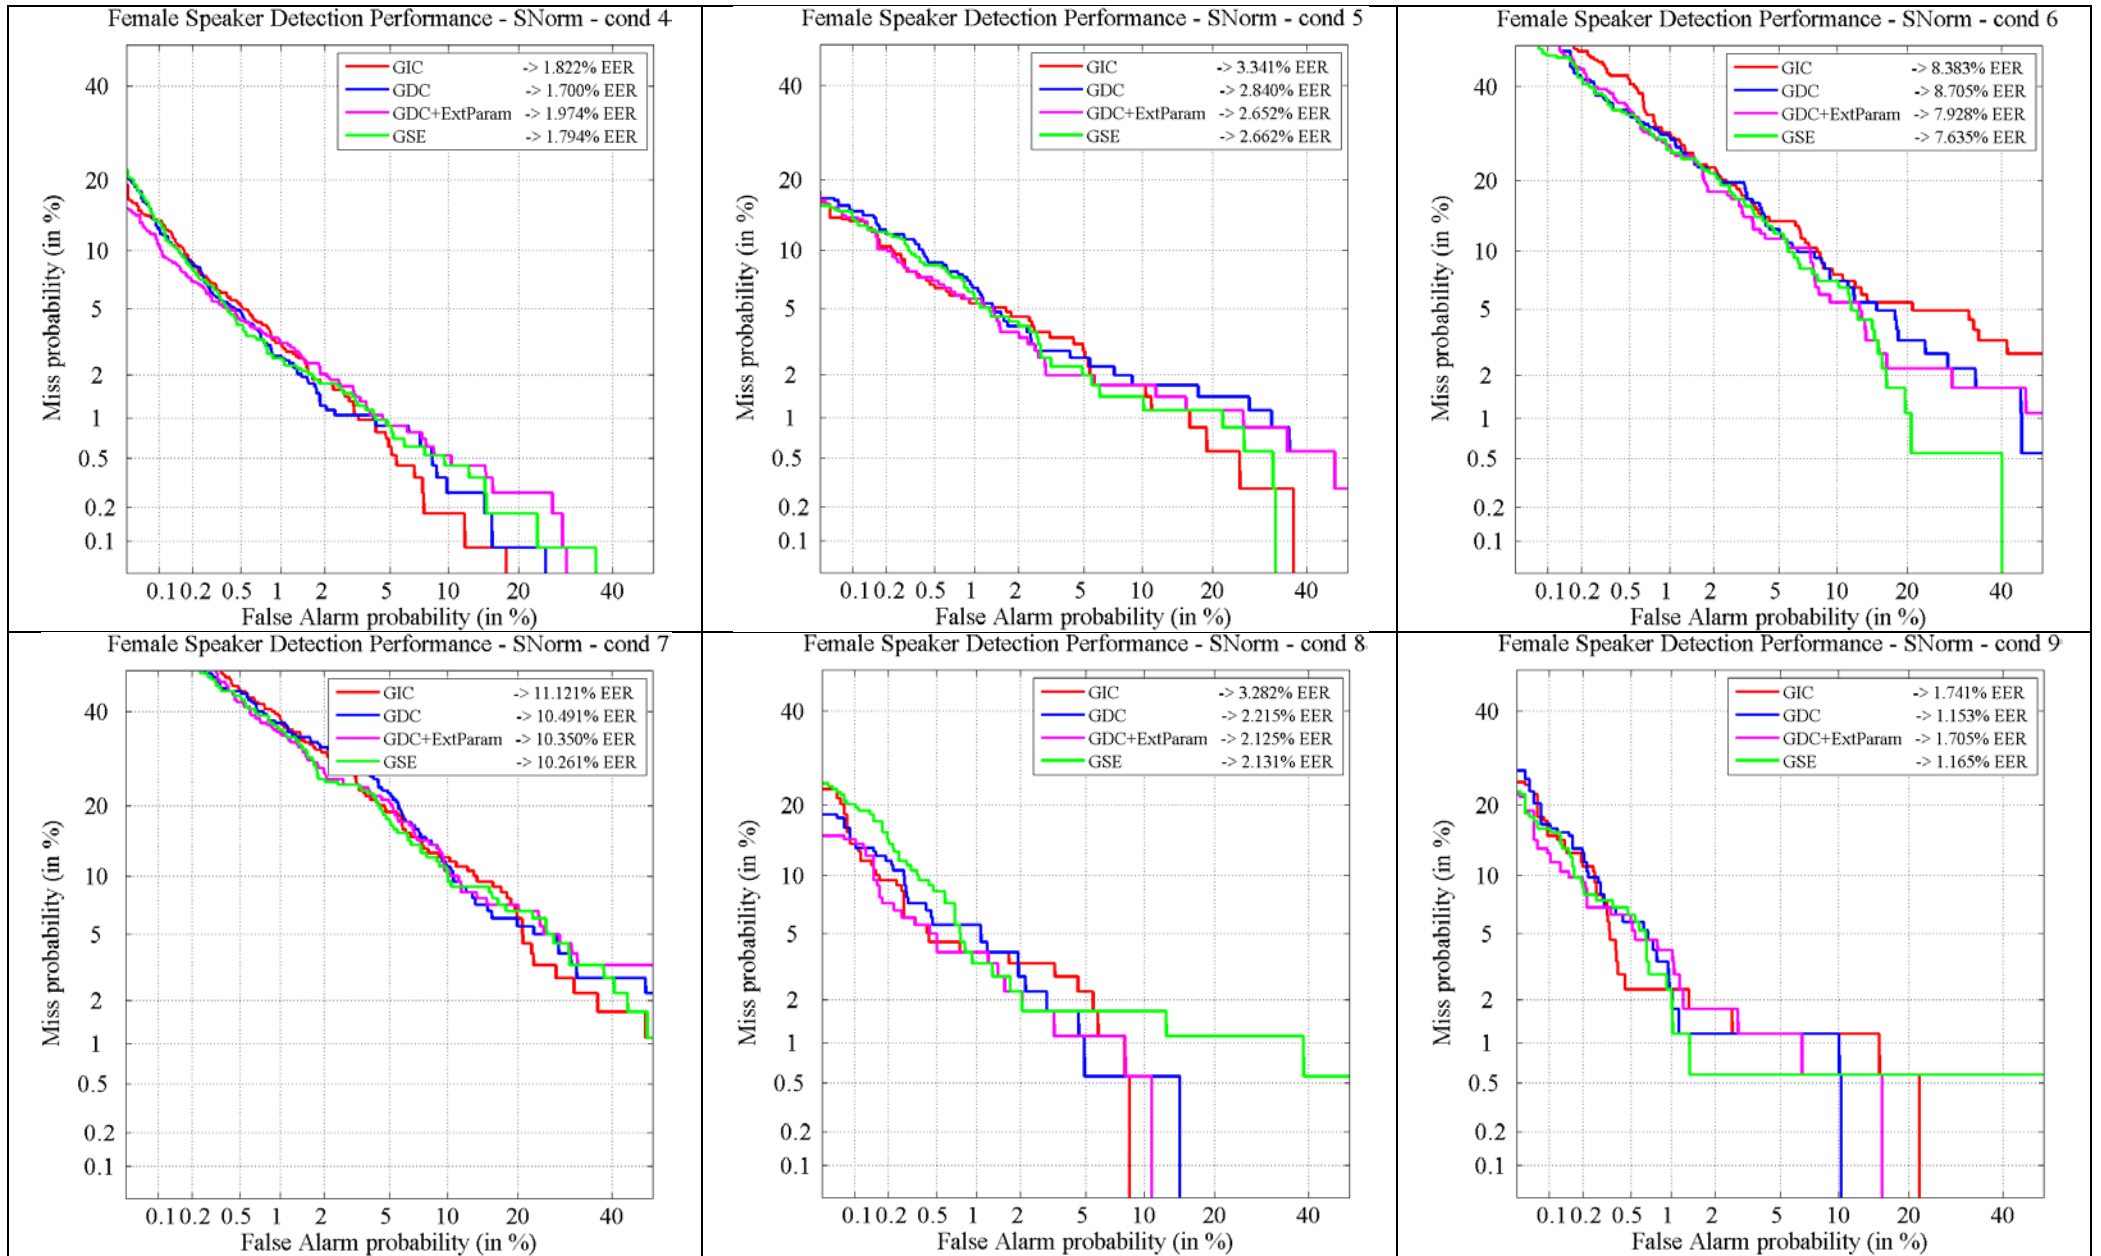 Female Speaker Detection Performance - SNorm - cond 4
GIC -> 1.822% EER
GDC -> 1.700% EER
GDC+ExtParam -> 1.974% EER
GSE -> 1.794% EER
Miss probability (in %)
40
20
10
5
2
1
0.5
0.2
0.1
0.1 0.2 0.5 1 2 5 10 20 40
False Alarm probability (in %)
Female Speaker Detection Performance - SNorm - cond 5
GIC -> 3.341% EER
GDC -> 2.840% EER
GDC+ExtParam -> 2.652% EER
GSE -> 2.662% EER
Miss probability (in %)
40
20
10
5
2
1
0.5
0.2
0.1
0.1 0.2 0.5 1 2 5 10 20 40
False Alarm probability (in %)
Female Speaker Detection Performance - SNorm - cond 6
GIC -> 8.383% EER
GDC -> 8.705% EER
GDC+ExtParam -> 7.928% EER
GSE -> 7.635% EER
Miss probability (in %)
40
20
10
5
2
1
0.5
0.2
0.1
0.1 0.2 0.5 1 2 5 10 20 40
False Alarm probability (in %)
Female Speaker Detection Performance - SNorm - cond 7
GIC -> 11.121% EER
GDC -> 10.491% EER
GDC+ExtParam -> 10.350% EER
GSE -> 10.261% EER
Miss probability (in %)
40
20
10
5
2
1
0.5
0.2
0.1
0.1 0.2 0.5 1 2 5 10 20 40
False Alarm probability (in %)
Female Speaker Detection Performance - SNorm - cond 8
GIC -> 3.282% EER
GDC -> 2.215% EER
GDC+ExtParam -> 2.125% EER
GSE -> 2.131% EER
Miss probability (in %)
40
20
10
5
2
1
0.5
0.2
0.1
0.1 0.2 0.5 1 2 5 10 20 40
False Alarm probability (in %)
Female Speaker Detection Performance - SNorm - cond 9
GIC -> 1.741% EER
GDC -> 1.153% EER
GDC+ExtParam -> 1.705% EER
GSE -> 1.165% EER
Miss probability (in %)
40
20
10
5
2
1
0.5
0.2
0.1
0.1 0.2 0.5 1 2 5 10 20 40
False Alarm probability (in %)